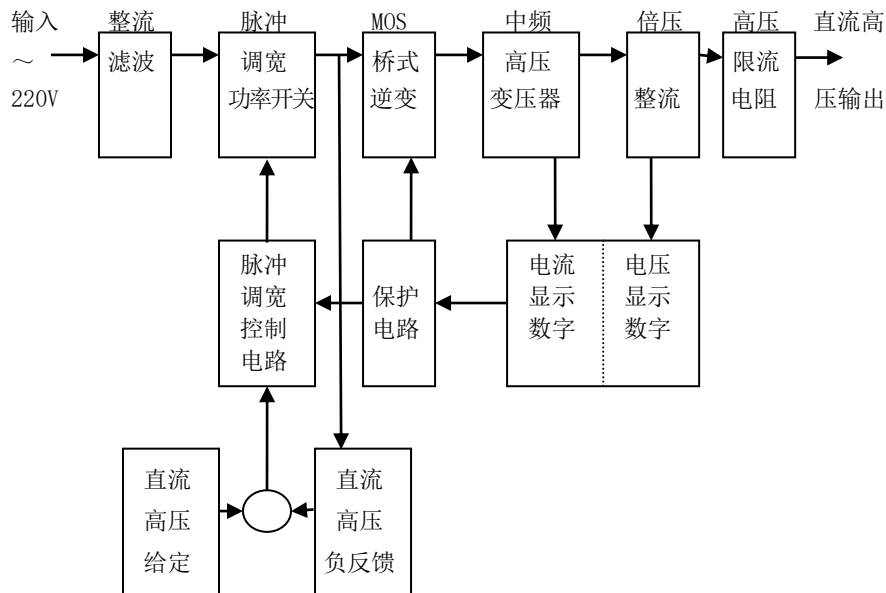 输入
～
220V
整流
滤波
脉冲
调宽
功率开关
MOS
桥式
逆变
中频
高压
变压器
倍压
整流
高压
限流
电阻
直流高
压输出
脉冲
调宽
控制
电路
保护
电路
电流
显示
数字
电压
显示
数字
直流
高压
给定
直流
高压
负反馈